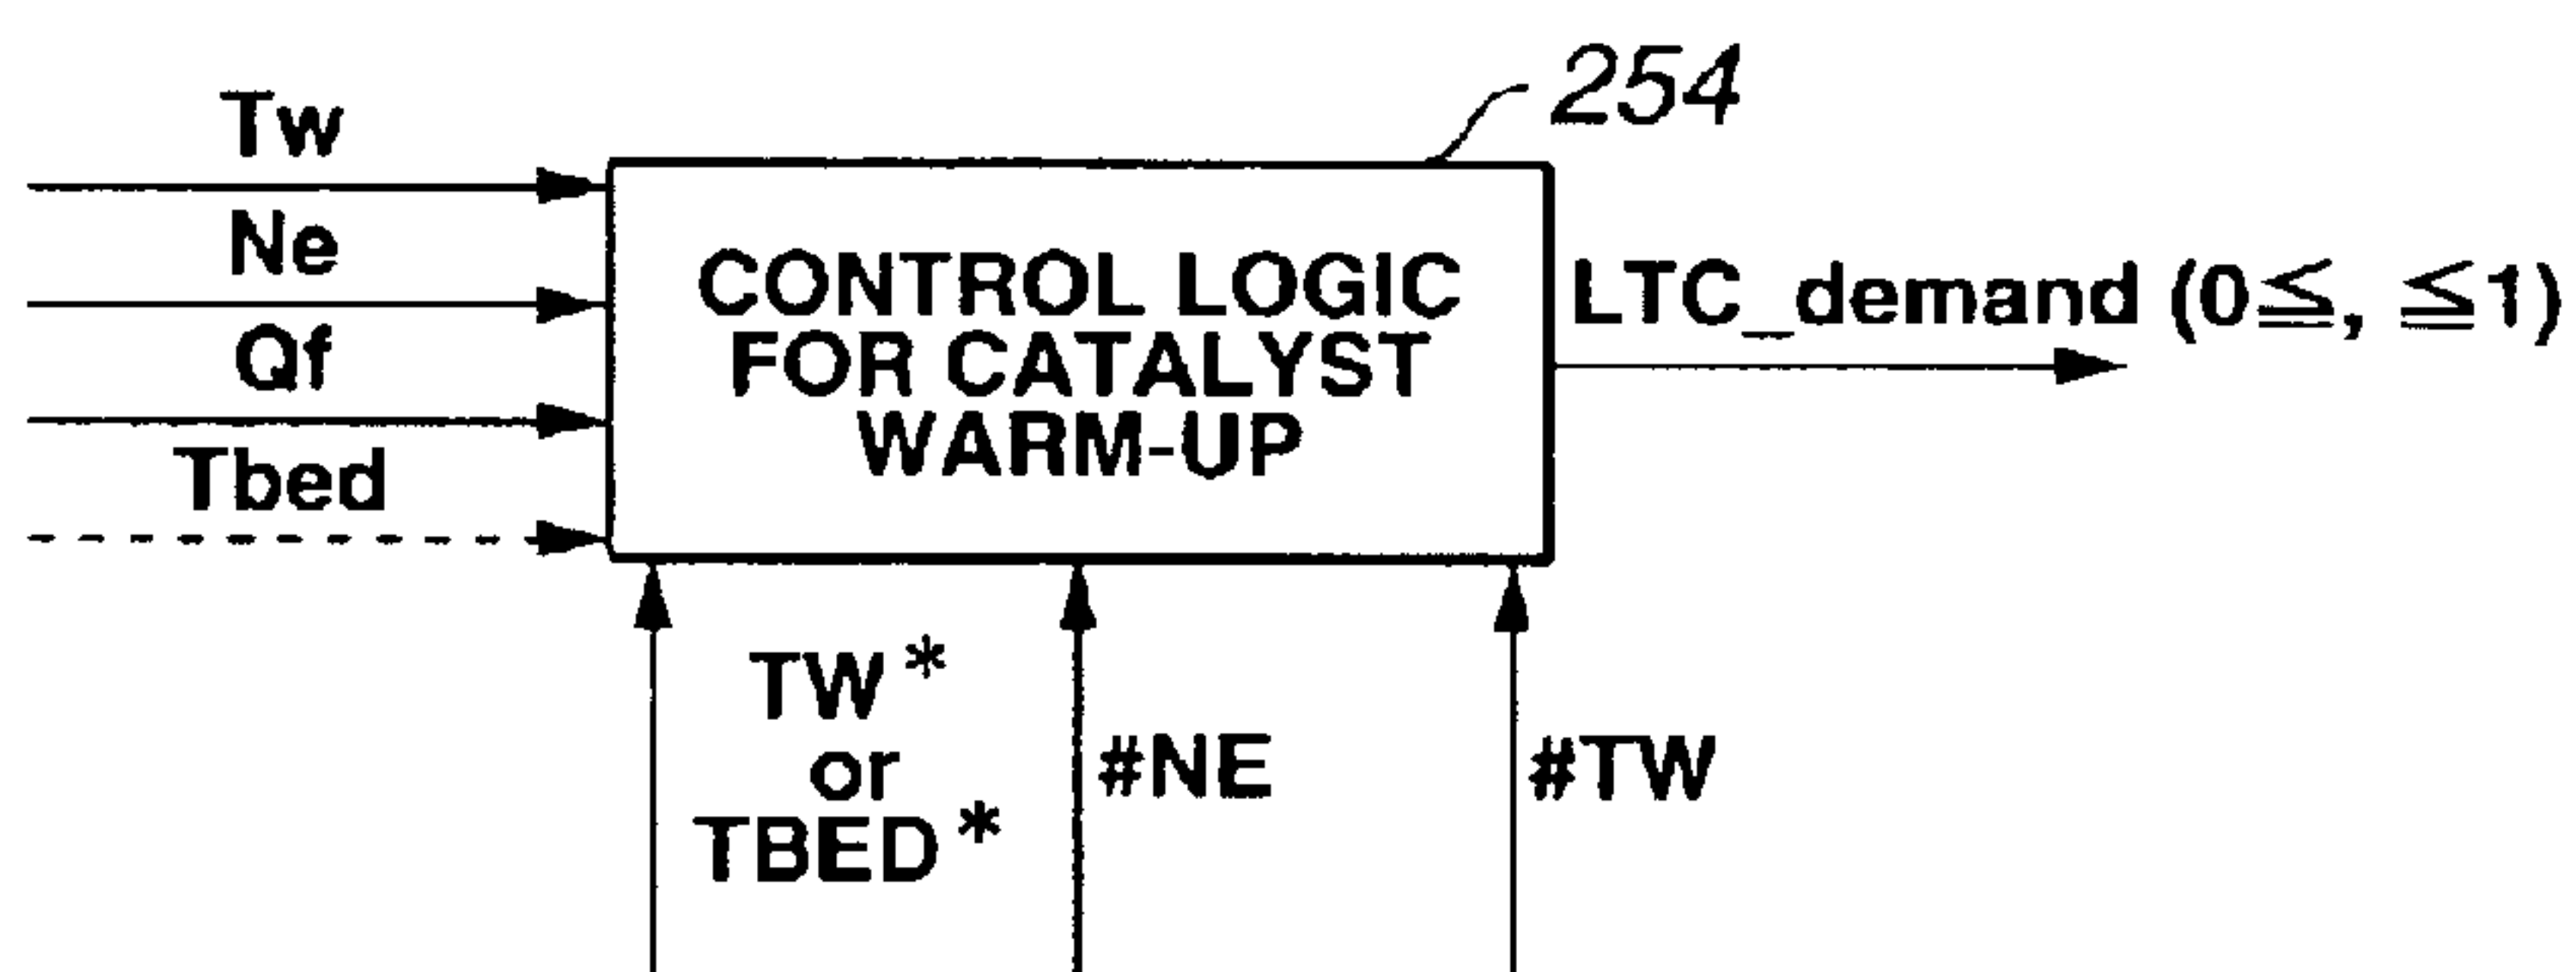 254
Tw
Ne
Qf
Tbed
CONTROL LOGIC
FOR CATALYST
WARM-UP
LTC_demand (0≦, ≦1)
TW*
or
TBED*
#NE
#TW